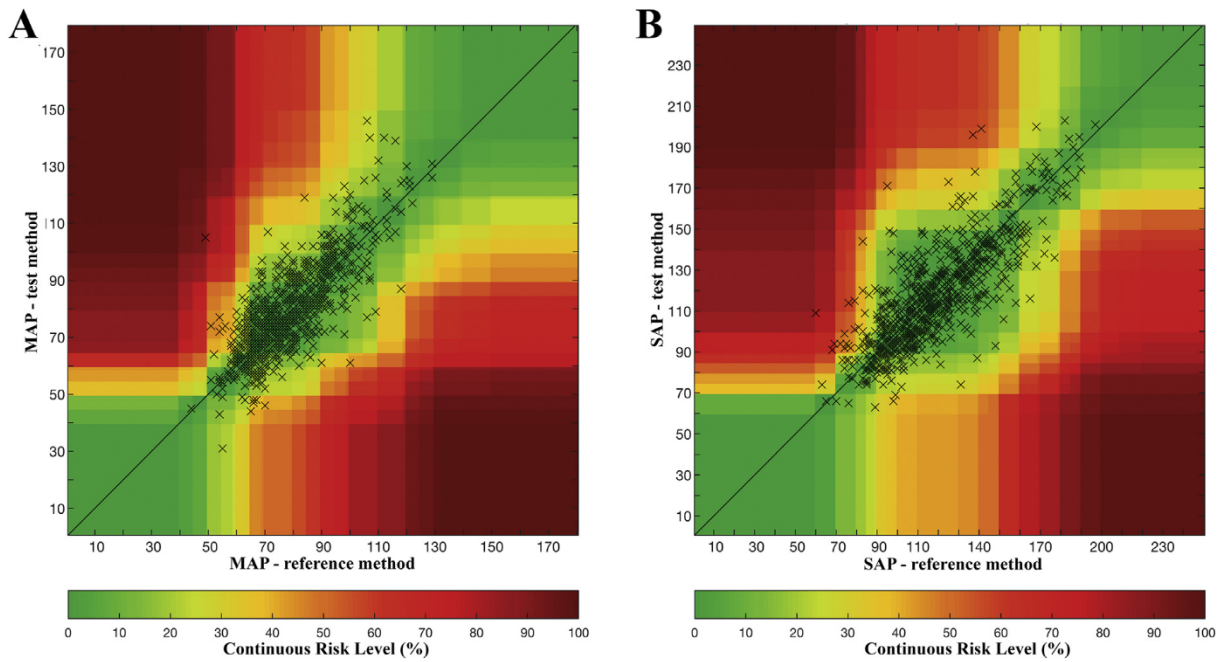 A
170
150
130
110
90
70
50
30
10
MAP - test method
10 30 50 70 90 110 130 150 170
MAP - reference method
0 10 20 30 40 50 60 70 80 90 100
Continuous Risk Level (%)
B
230
210
190
170
150
130
110
90
70
50
30
10
SAP - test method
10 30 50 70 90 110 140 170 200 230
SAP - reference method
0 10 20 30 40 50 60 70 80 90 100
Continuous Risk Level (%)